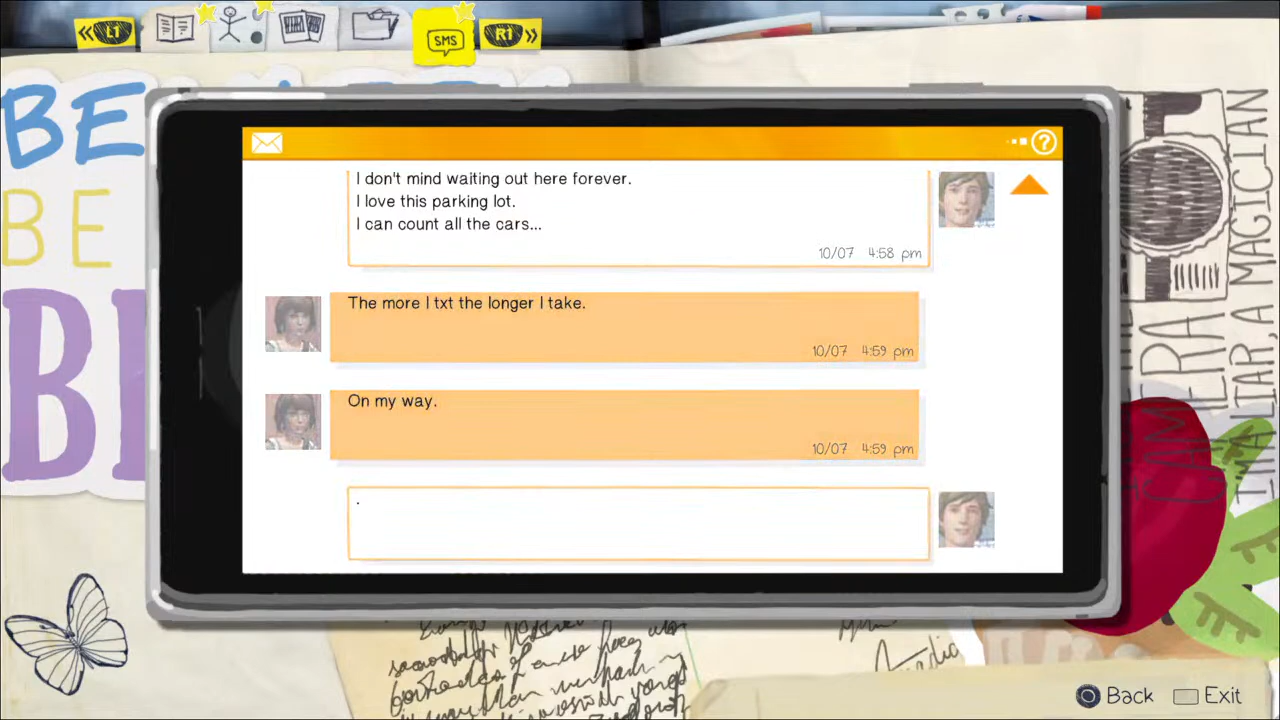 L1
SMS
R1
BE
BE
I don't mind waiting out here forever.
I love this parking lot.
I can count all the cars...
10/07 4:58 pm
The more I txt the longer I take.
10/07 4:59 pm
On my way.
10/07 4:59 pm
.
?
CAMERA
I'M A LIAR, A MAGICIAN
Back
Exit